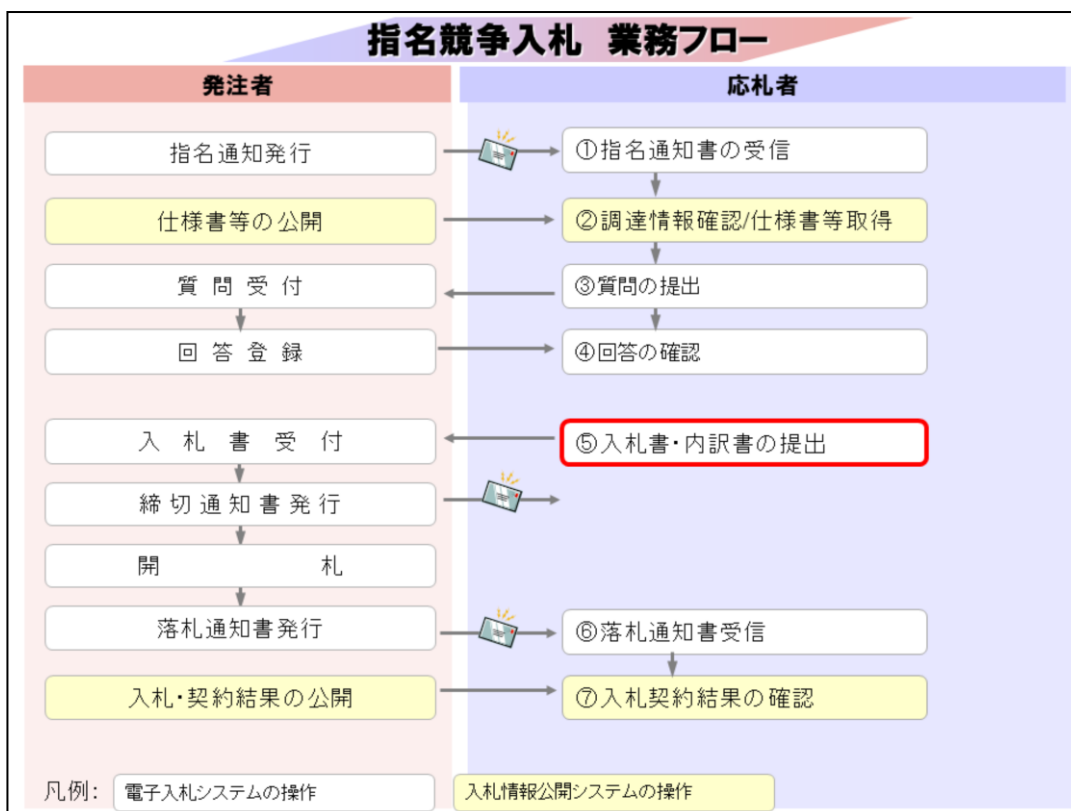 指名競争入札 業務フロー
発注者
応札者
指名通知発行
①指名通知書の受信
仕様書等の公開
②調達情報確認/仕様書等取得
質問受付
③質問の提出
回答登録
④回答の確認
入札書受付
⑤入札書・内訳書の提出
締切通知書発行
開札
落札通知書発行
⑥落札通知書受信
入札・契約結果の公開
⑦入札契約結果の確認
凡例:
電子入札システムの操作
入札情報公開システムの操作